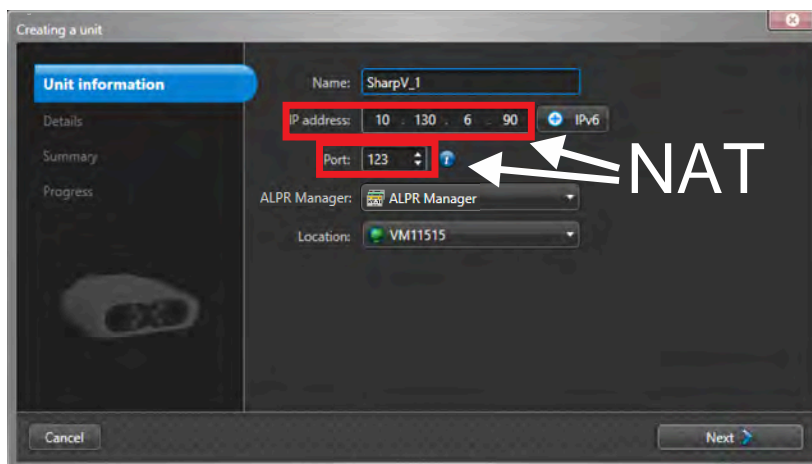 Creating a unit
Unit information
Details
Summary
Progress
Name: SharpV_1
IP address: 10 . 130 . 6 . 90 IPv6
Port: 123
NAT
ALPR Manager: ALPR Manager
Location: VM11515
Cancel
Next